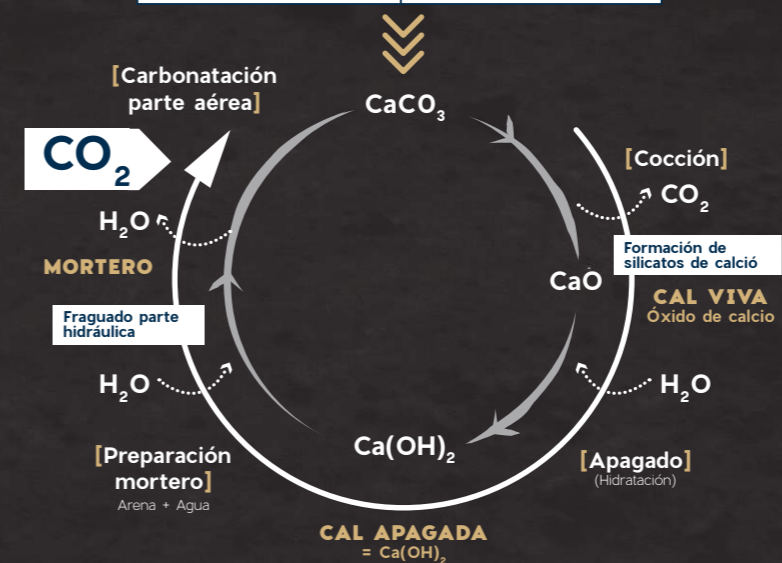 [Carbonatación
parte aérea]
CaCO₃
CO₂
[Cocción]
CO₂
H₂O
Formación de
silicatos de calció
MORTERO
CaO
CAL VIVA
Óxido de calcio
Fraguado parte
hidráulica
H₂O
H₂O
Ca(OH)₂
[Preparación
mortero]
Arena + Agua
[Apagado]
(Hidratación)
CAL APAGADA
= Ca(OH)₂